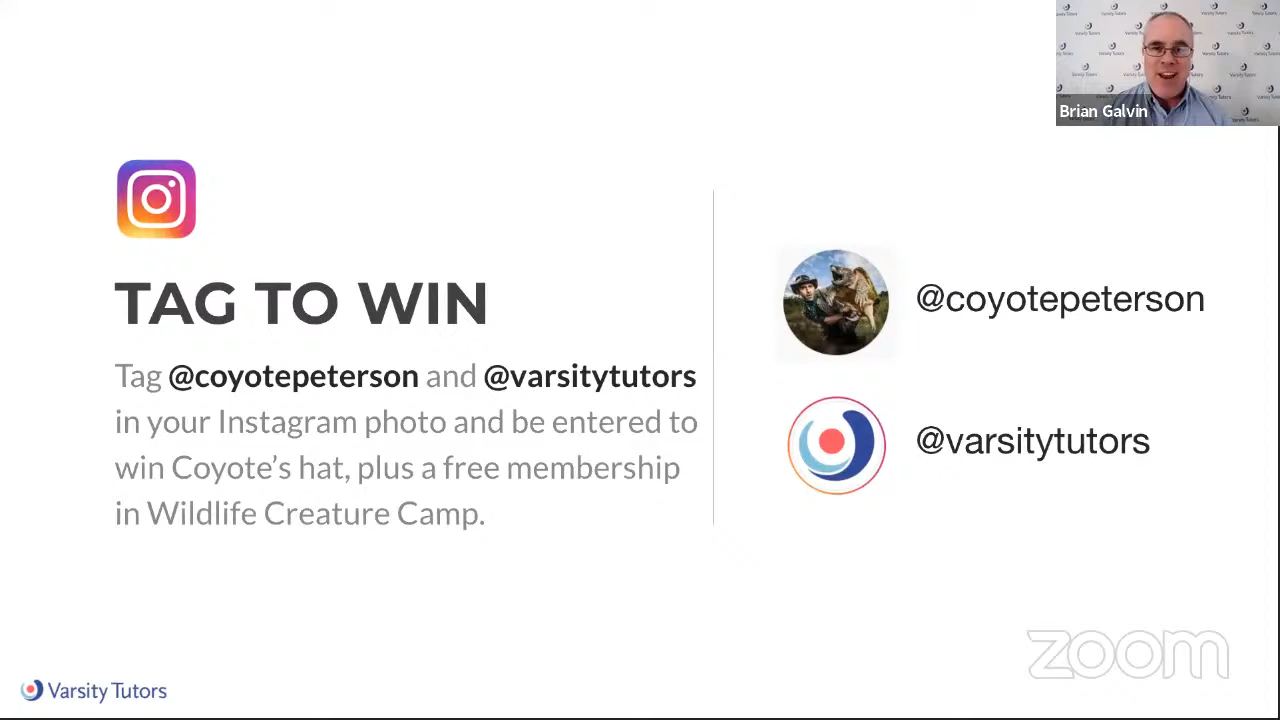 Brian Galvin
TAG TO WIN
Tag @coyotepeterson and @varsitytutors
in your Instagram photo and be entered to
win Coyote's hat, plus a free membership
in Wildlife Creature Camp.
@coyotepeterson
@varsitytutors
zoom
Varsity Tutors